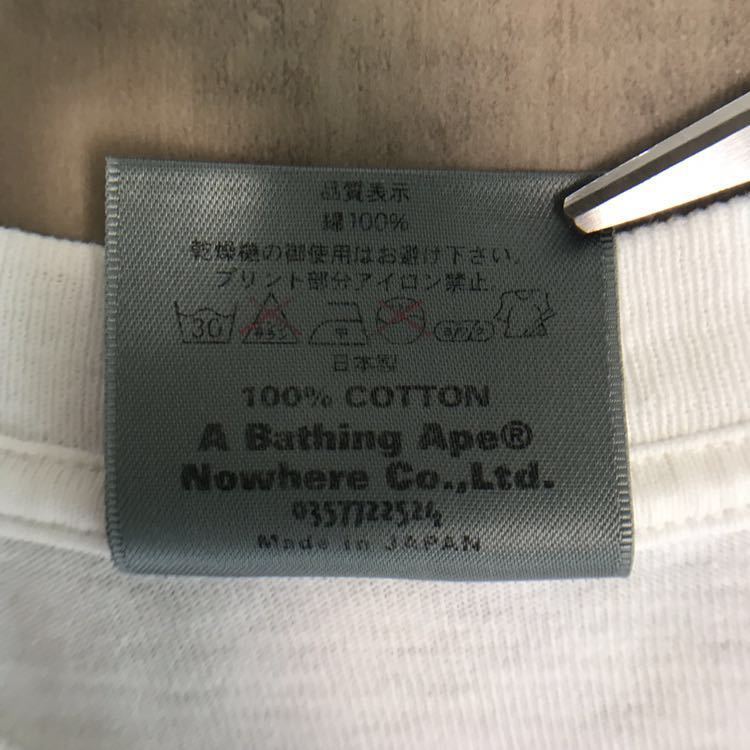 品質表示
綿100%
乾燥機の御使用はお避け下さい。
プリント部分アイロン禁止。
30 中
日本製
100% COTTON
A Bathing Ape®
Nowhere Co.,Ltd.
0357722524
Made in JAPAN